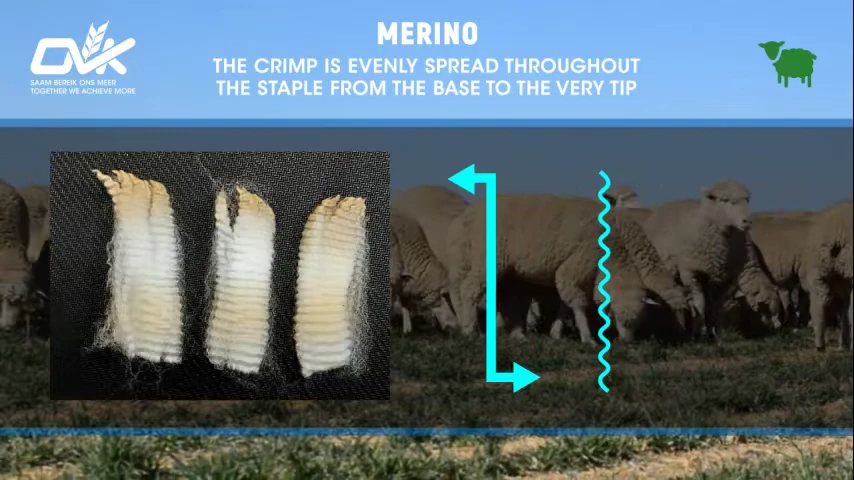 OVK
SAAM BEREIK ONS MEER
TOGETHER WE ACHIEVE MORE
MERINO
THE CRIMP IS EVENLY SPREAD THROUGHOUT
THE STAPLE FROM THE BASE TO THE VERY TIP